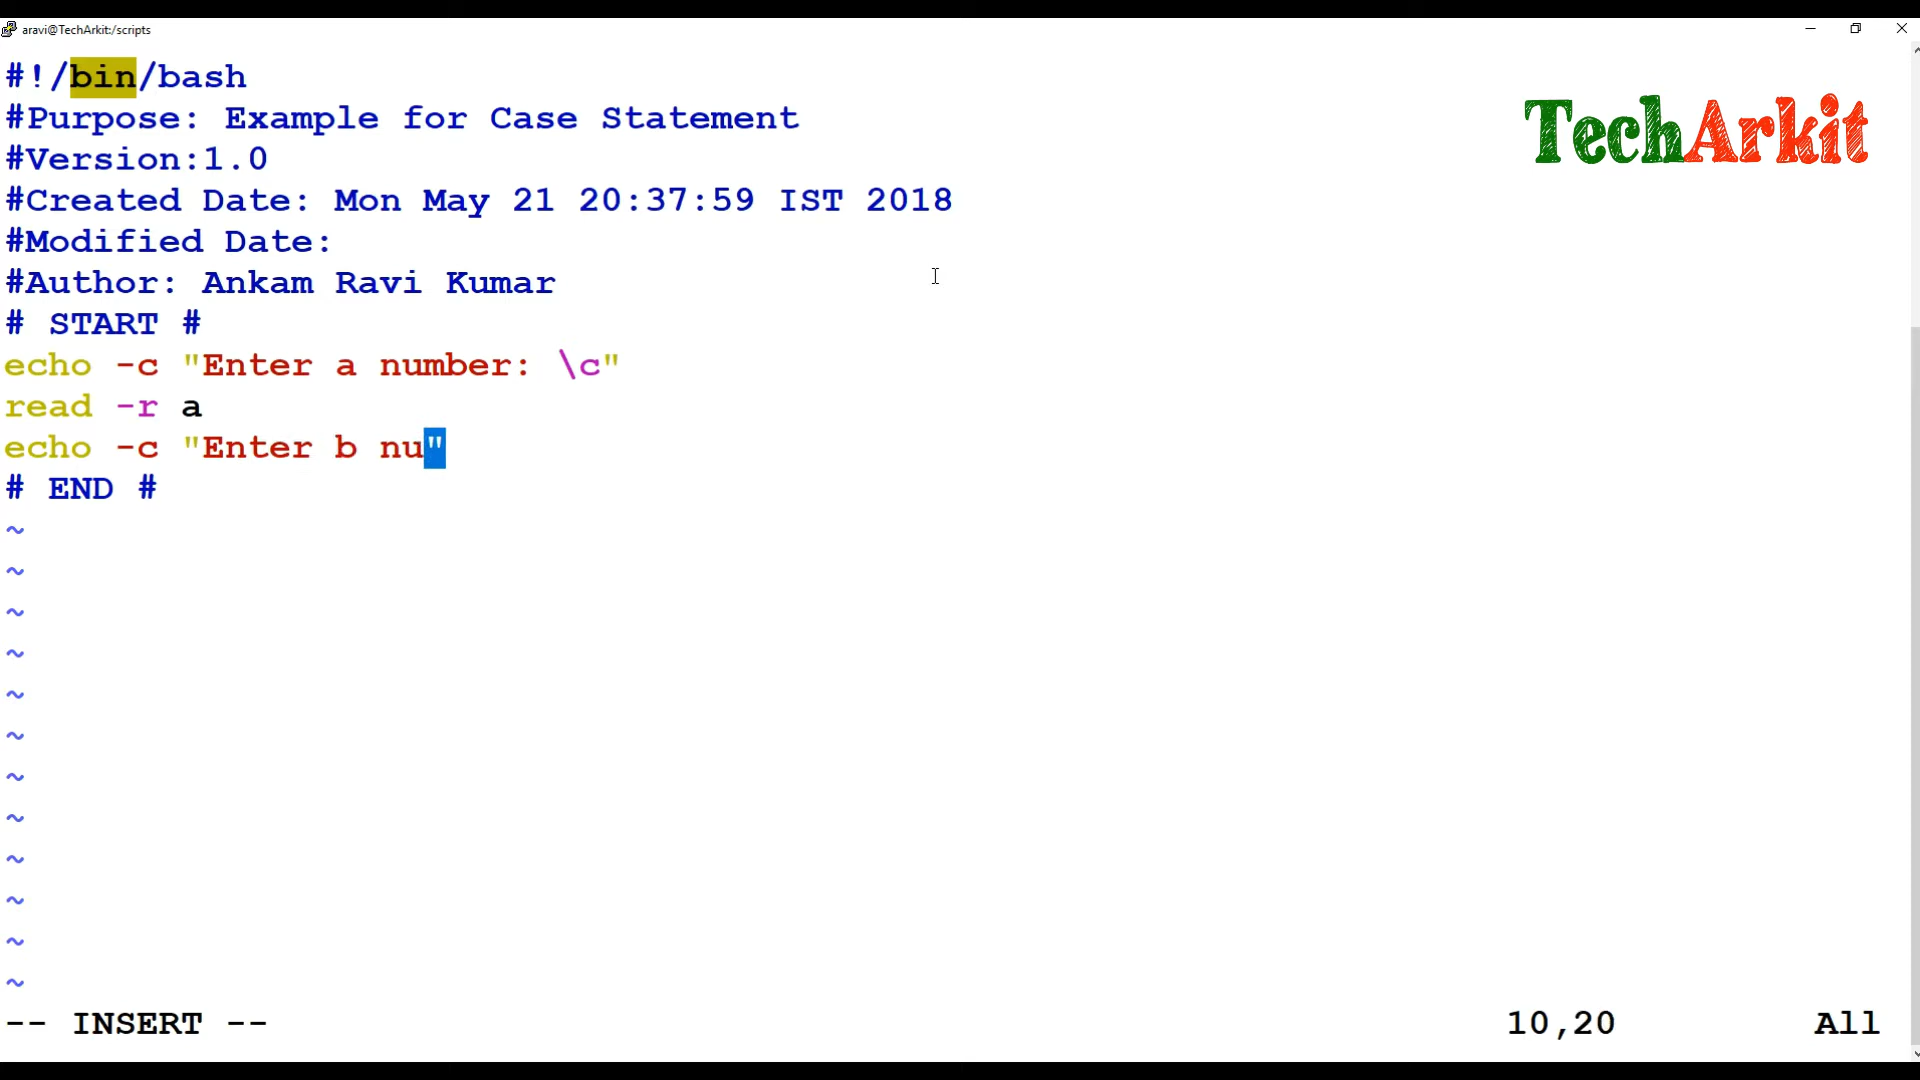 aravi@TechArkit:/scripts
#!/bin/bash
#Purpose: Example for Case Statement
#Version:1.0
#Created Date: Mon May 21 20:37:59 IST 2018
#Modified Date:
#Author: Ankam Ravi Kumar
# START #
echo -c "Enter a number: \c"
read -r a
echo -c "Enter b nu"
# END #
~
~
~
~
~
~
~
~
~
~
~
~
-- INSERT -- 10,20 All
TechArkit